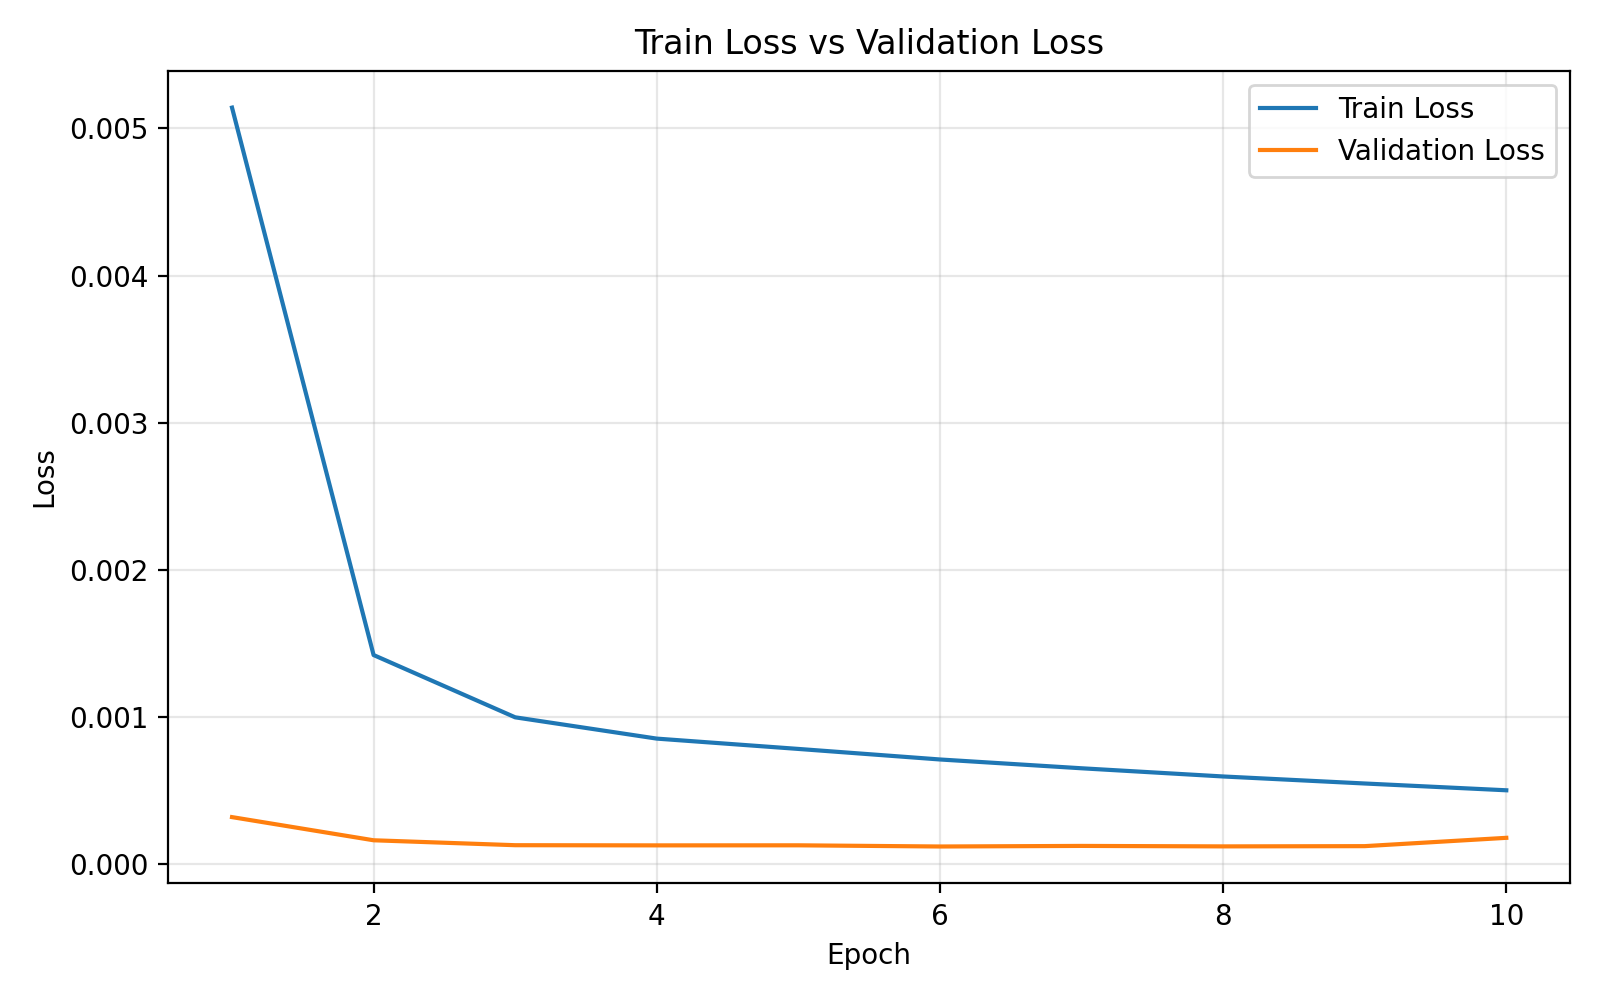 Train Loss vs Validation Loss
Train Loss
Validation Loss
0.005
0.004
0.003
0.002
0.001
0.000
Loss
2 4 6 8 10
Epoch